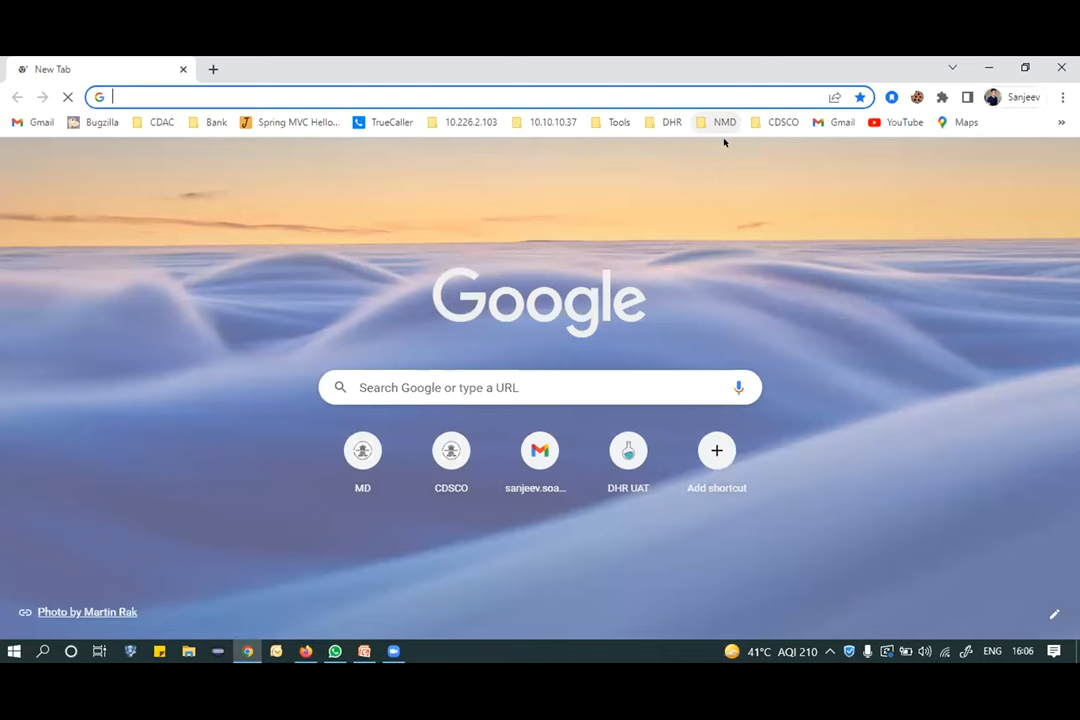 New Tab
Sanjeev
Gmail Bugzilla CDAC Bank Spring MVC Hello... TrueCaller 10.226.2.103 10.10.10.37 Tools DHR NMD CDSCO Gmail YouTube Maps »
Google
Search Google or type a URL
MD CDSCO sanjeev.soa... DHR UAT Add shortcut
Photo by Martin Rak
41°C AQI 210 ENG 16:06